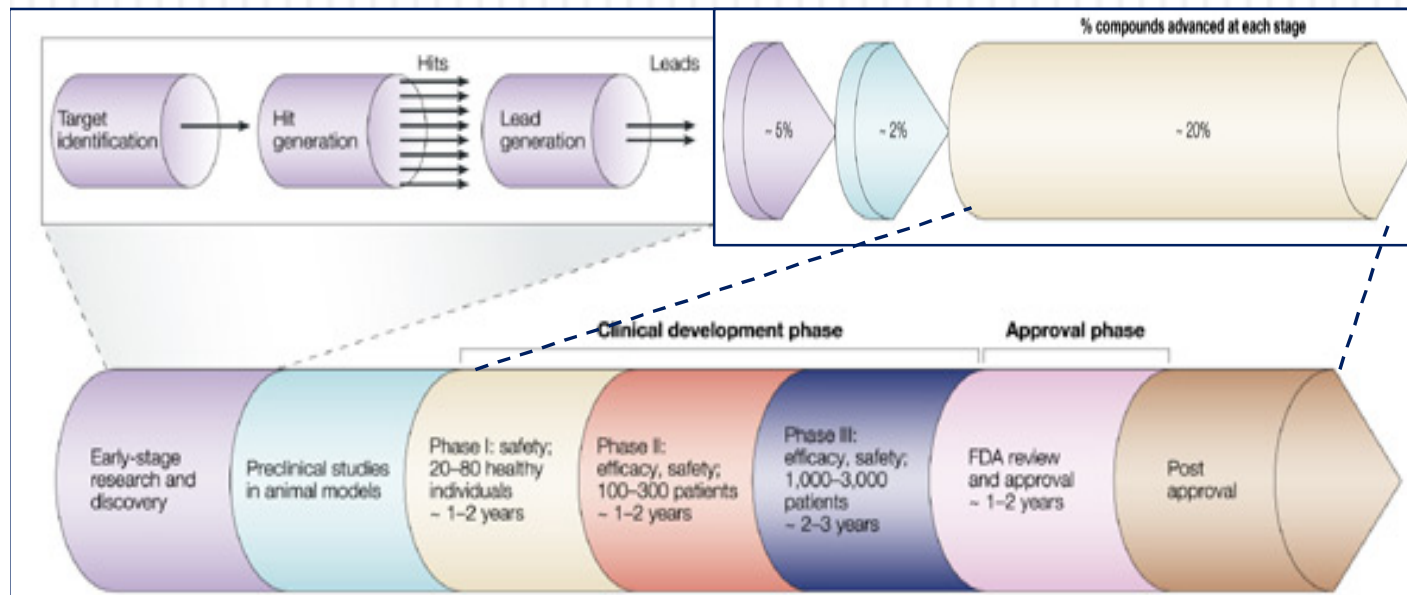 % compounds advanced at each stage
Hits
Leads
Target
identification
Hit
generation
Lead
generation
~ 5%
~ 2%
~ 20%
Clinical development phase
Approval phase
Early-stage
research and
discovery
Preclinical studies
in animal models
Phase I: safety;
20–80 healthy
individuals
~ 1–2 years
Phase II:
efficacy, safety;
100–300 patients
~ 1–2 years
Phase III:
efficacy, safety;
1,000–3,000
patients
~ 2–3 years
FDA review
and approval
~ 1–2 years
Post
approval